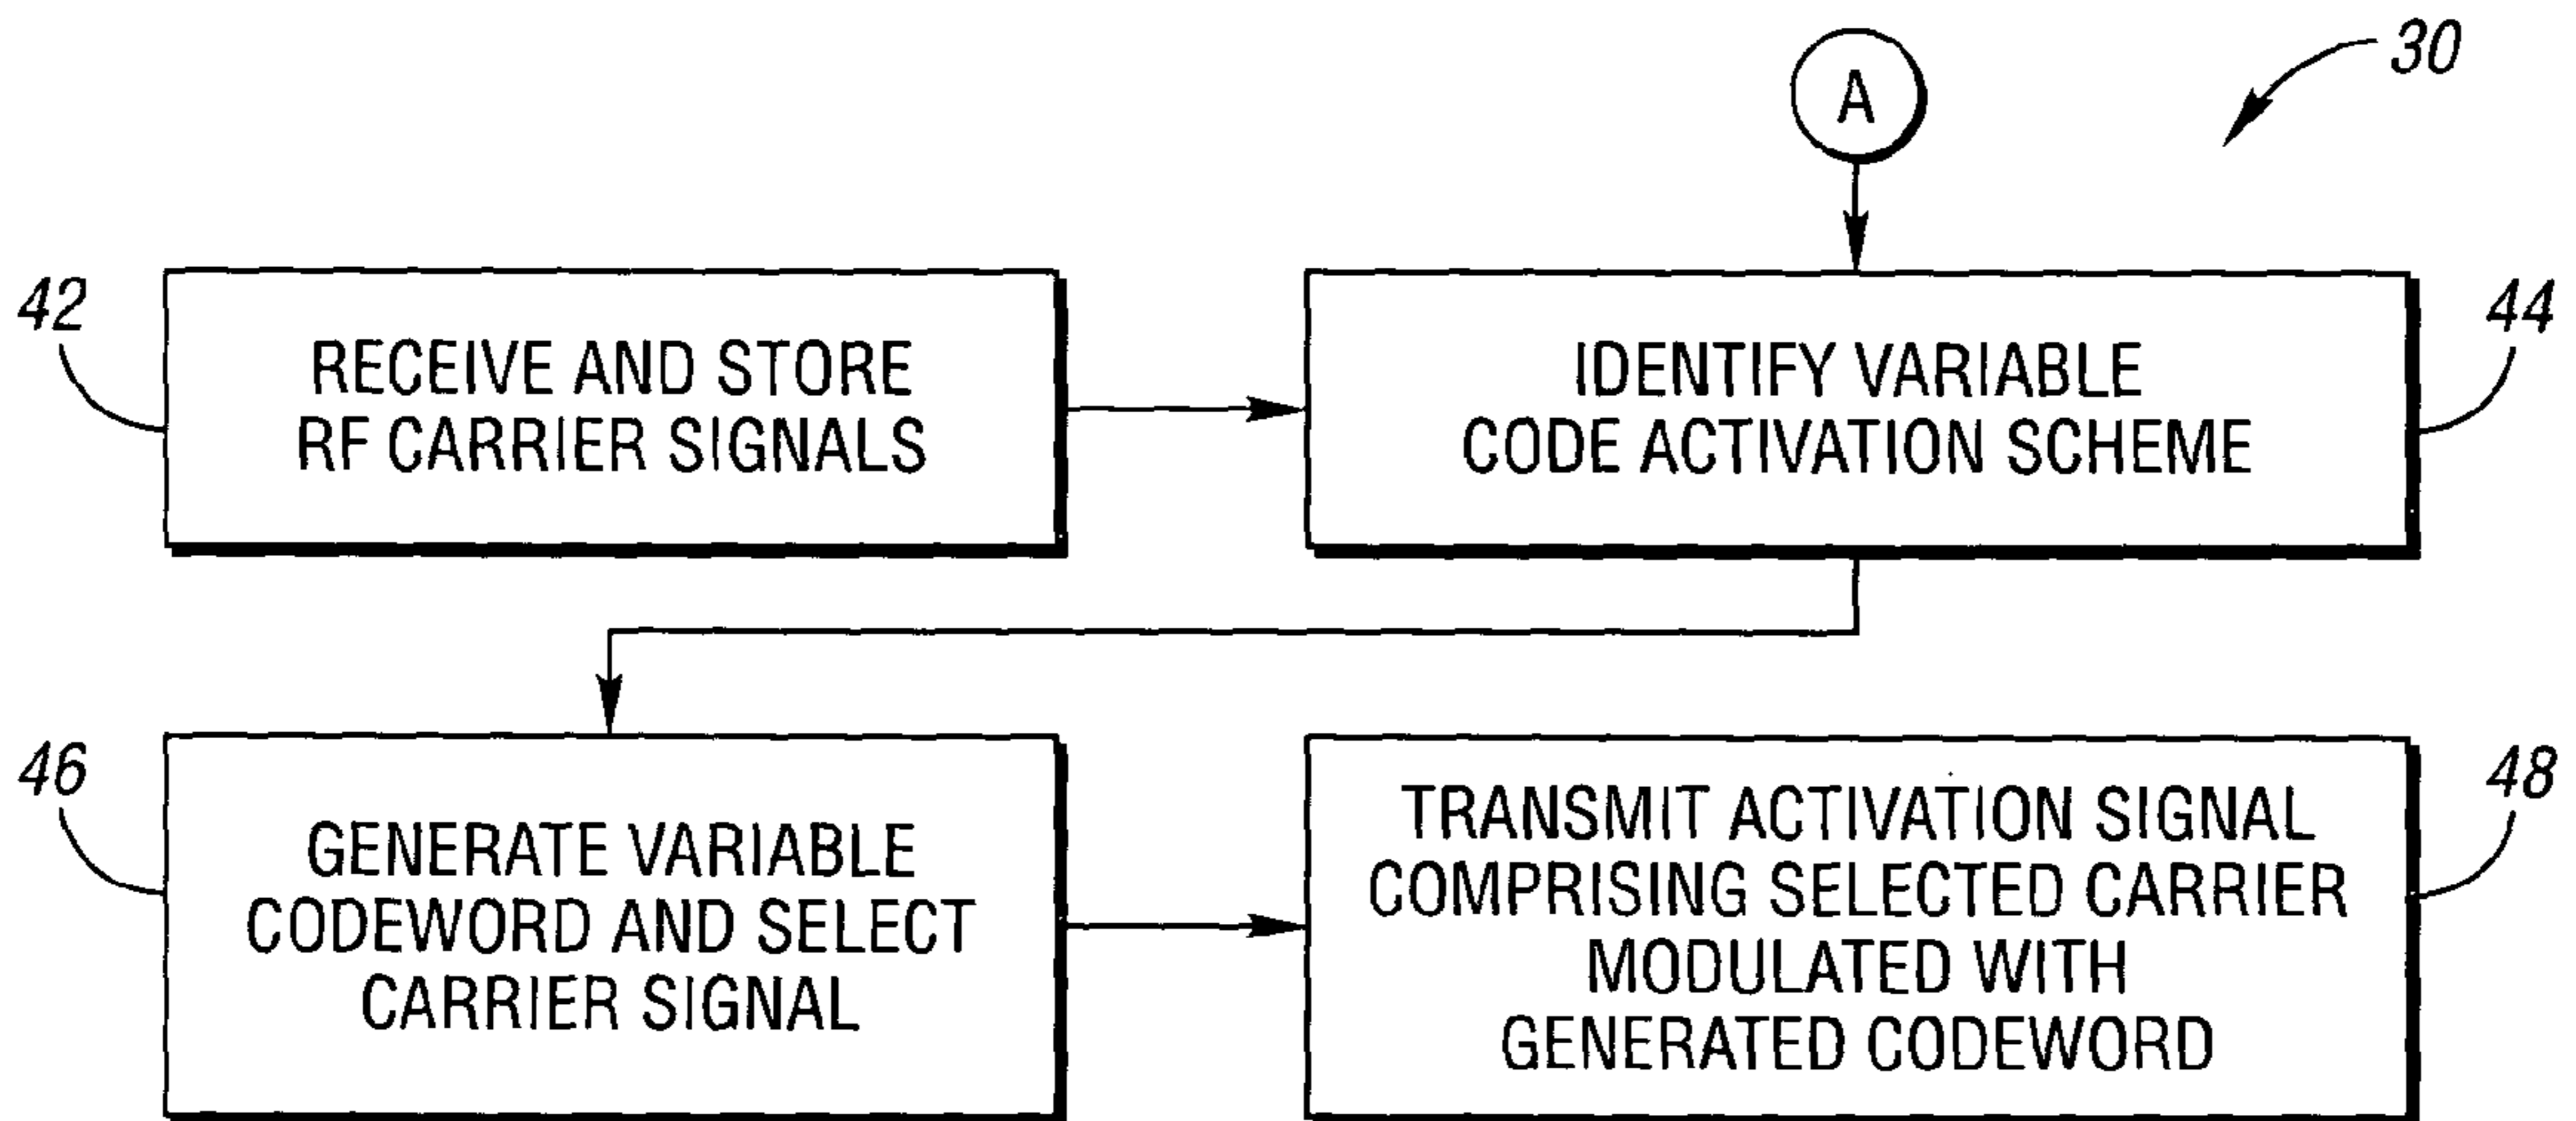 30
A
42
RECEIVE AND STORE
RF CARRIER SIGNALS
IDENTIFY VARIABLE
CODE ACTIVATION SCHEME
44
46
GENERATE VARIABLE
CODEWORD AND SELECT
CARRIER SIGNAL
TRANSMIT ACTIVATION SIGNAL
COMPRISING SELECTED CARRIER
MODULATED WITH
GENERATED CODEWORD
48